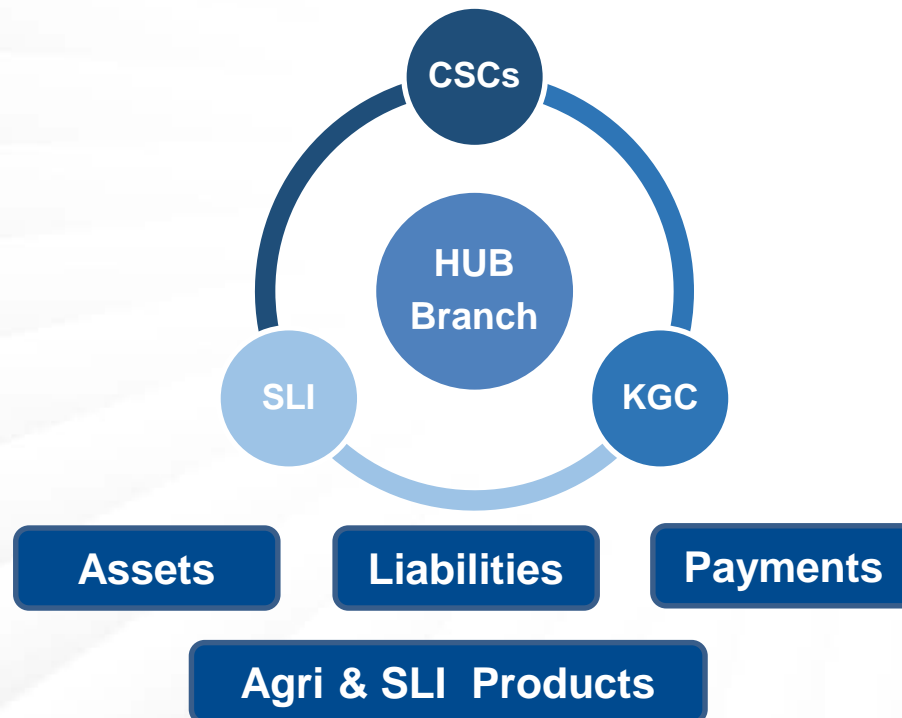 CSCs
HUB
Branch
SLI
KGC
Assets
Liabilities
Payments
Agri & SLI Products